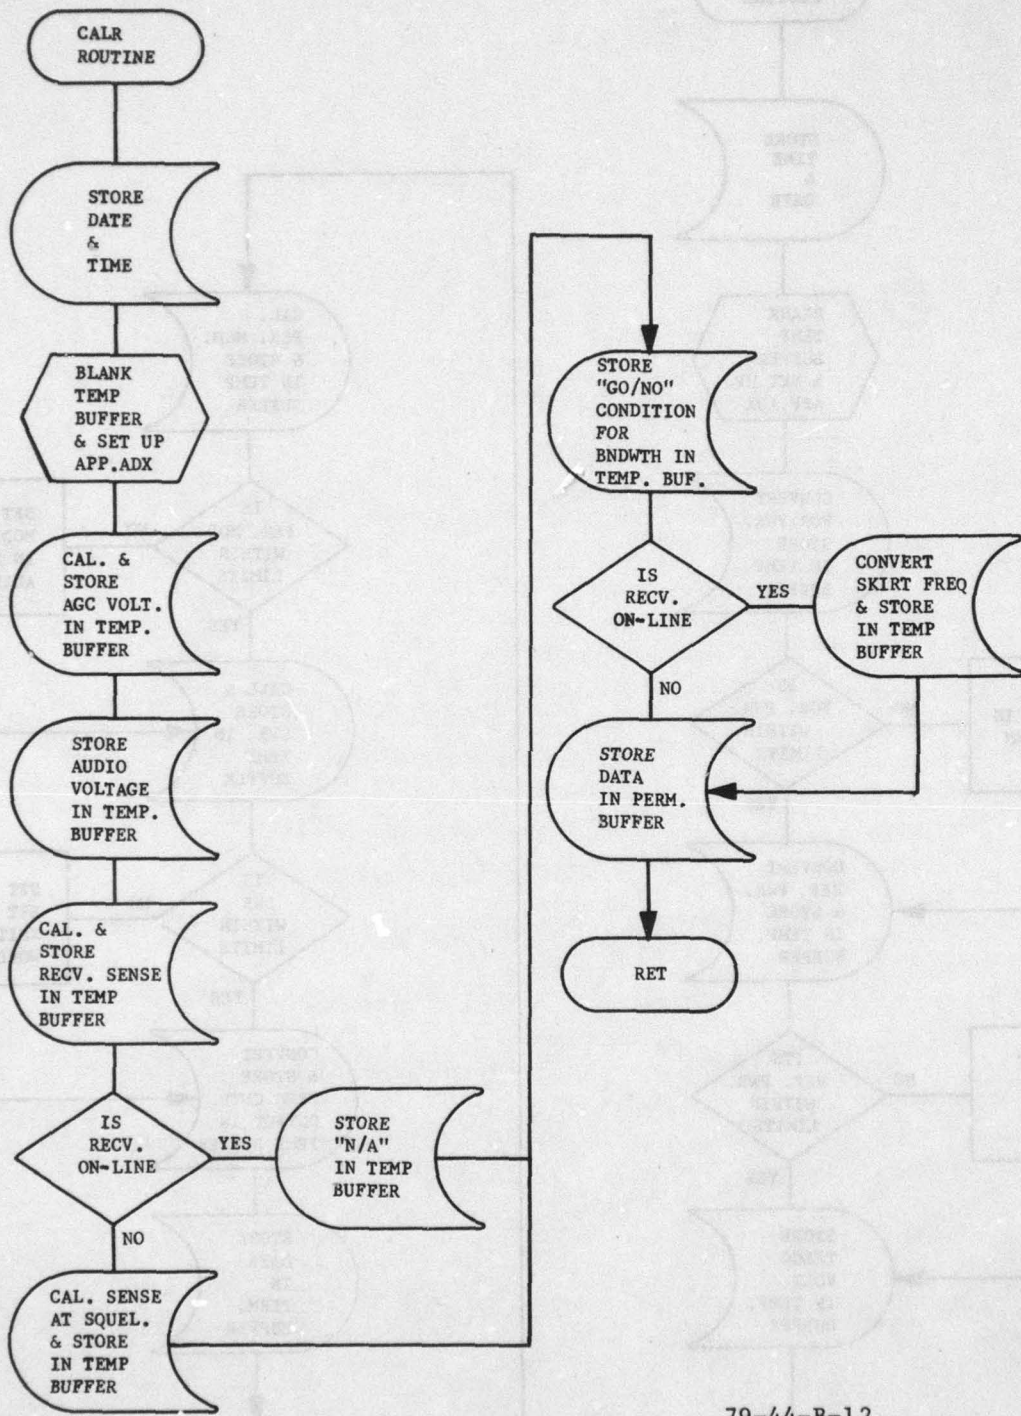 CALR
ROUTINE
STORE
DATE
&
TIME
BLANK
TEMP
BUFFER
& SET UP
APP.ADX
CAL. &
STORE
AGC VOLT.
IN TEMP.
BUFFER
STORE
AUDIO
VOLTAGE
IN TEMP.
BUFFER
CAL. &
STORE
RECV. SENSE
IN TEMP
BUFFER
IS
RECV.
ON-LINE
YES
STORE
"N/A"
IN TEMP
BUFFER
NO
CAL. SENSE
AT SQUEL.
& STORE
IN TEMP
BUFFER
STORE
"GO/NO"
CONDITION
FOR
BNDWTH IN
TEMP. BUF.
IS
RECV.
ON-LINE
YES
CONVERT
SKIRT FREQ
& STORE
IN TEMP
BUFFER
NO
STORE
DATA
IN PERM.
BUFFER
RET
79-44-B-12